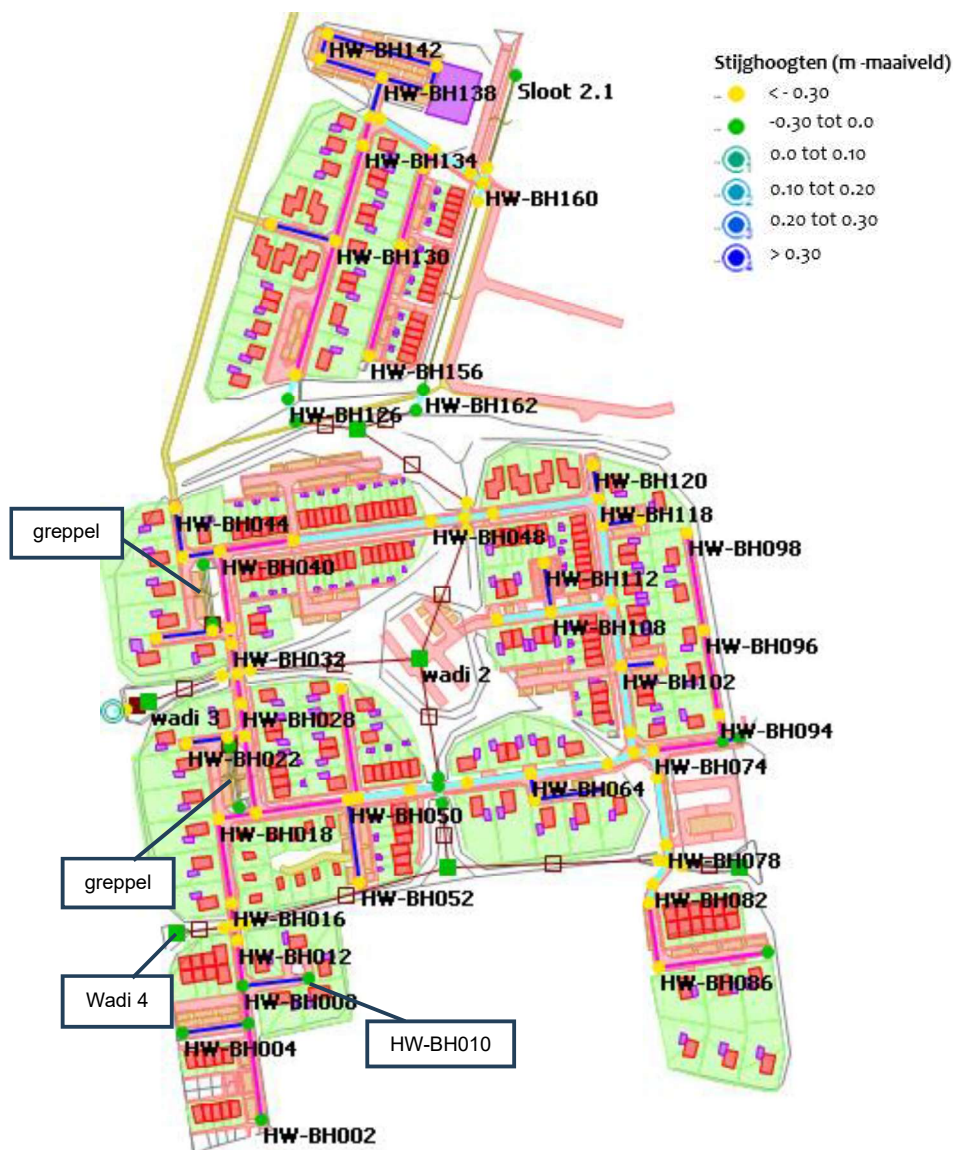 HW-BH142
Stijghoogten (m -maaiveld)
< - 0.30
-0.30 tot 0.0
0.0 tot 0.10
0.10 tot 0.20
0.20 tot 0.30
> 0.30
Sloot 2.1
HW-BH138
HW-BH134
HW-BH160
HW-BH130
HW-BH156
HW-BH162
HW-BH126
HW-BH120
HW-BH044
HW-BH118
HW-BH048
HW-BH098
greppel
HW-BH040
HW-BH112
HW-BH108
HW-BH096
HW-BH032
wadi 2
HW-BH102
wadi 3
HW-BH028
HW-BH094
HW-BH022
HW-BH074
HW-BH064
HW-BH050
HW-BH018
greppel
HW-BH078
HW-BH052
HW-BH082
HW-BH016
HW-BH012
Wadi 4
HW-BH086
HW-BH008
HW-BH010
HW-BH004
HW-BH002